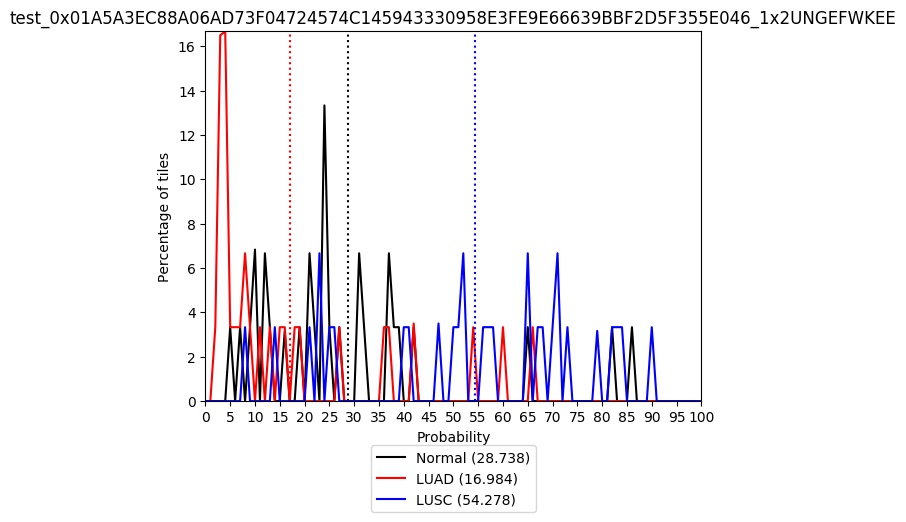 test_0x01A5A3EC88A06AD73F04724574C145943330958E3FE9E66639BBF2D5F355E046_1x2UNGEFWKEE
16
14
12
10
8
6
4
2
0
Percentage of tiles
0 5 10 15 20 25 30 35 40 45 50 55 60 65 70 75 80 85 90 95 100
Probability
Normal (28.738)
LUAD (16.984)
LUSC (54.278)